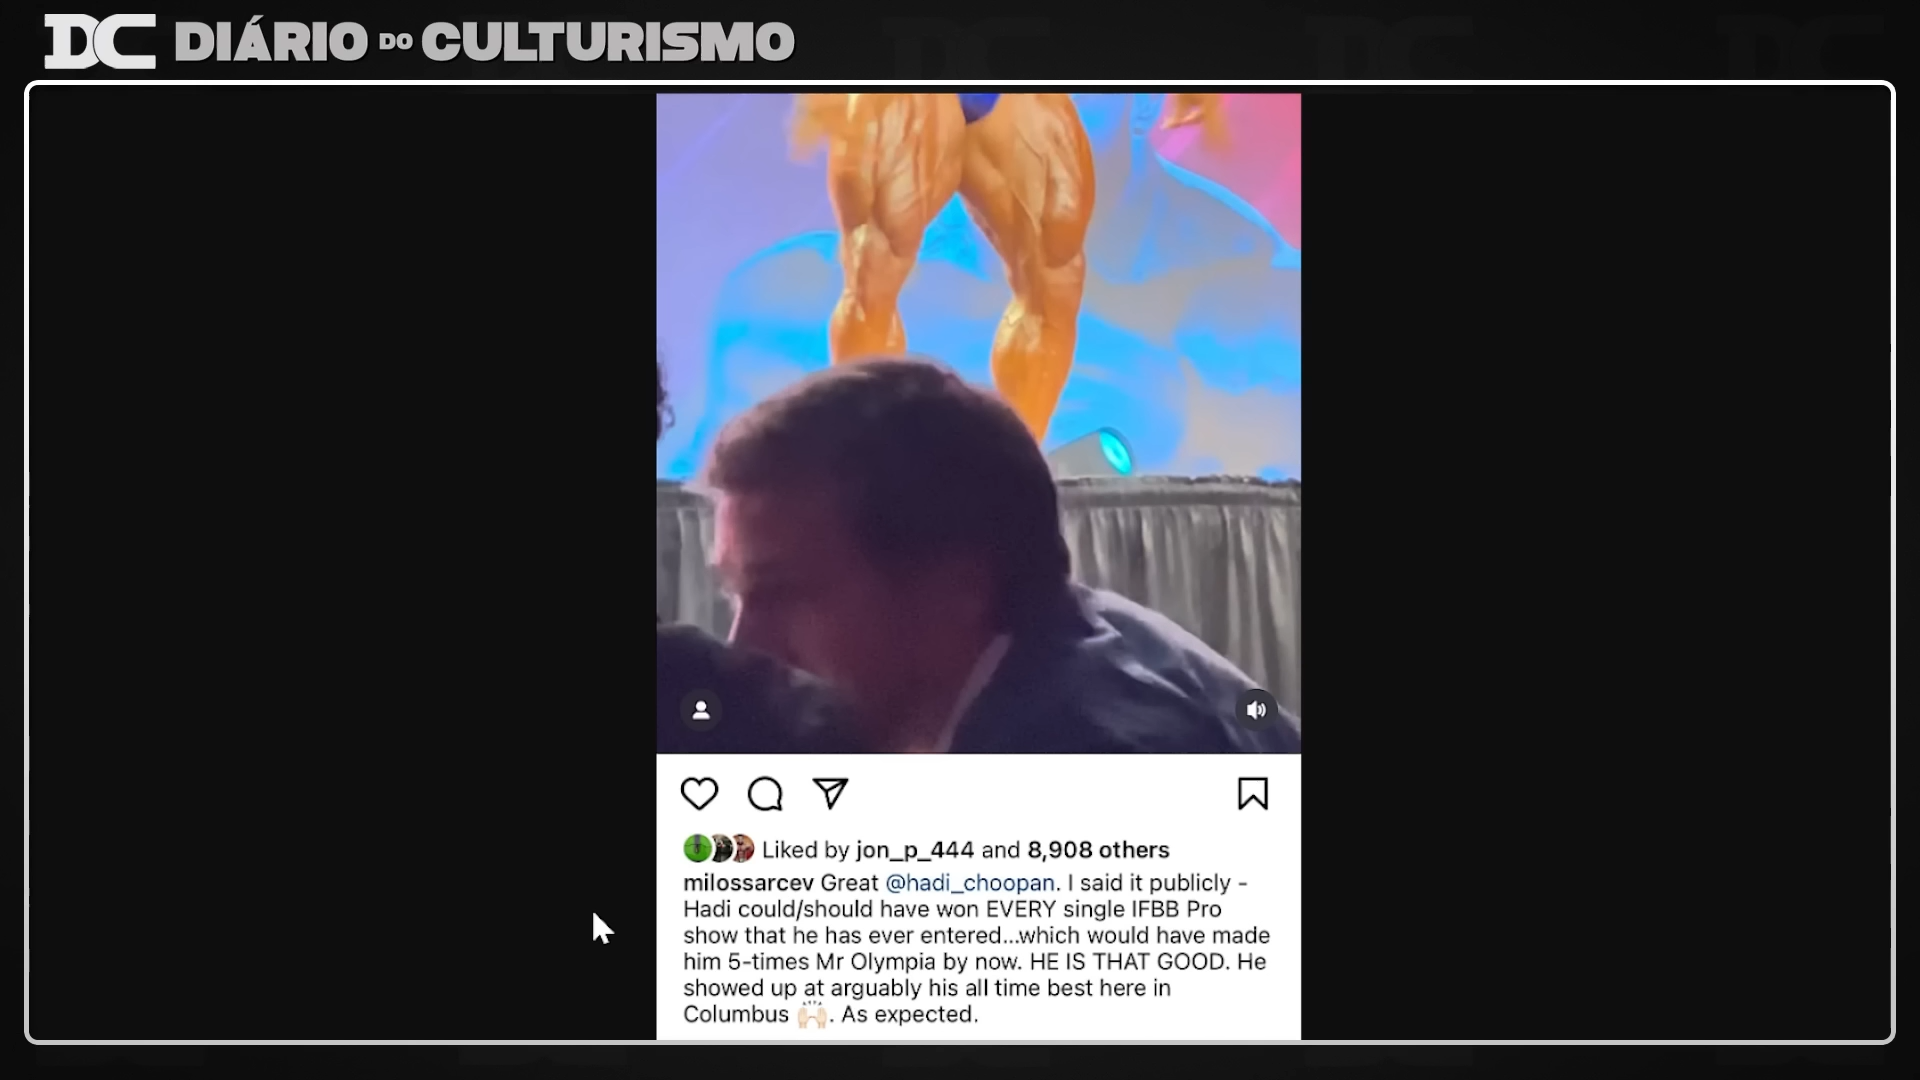 DC DIÁRIO DO CULTURISMO
Liked by jon_p_444 and 8,908 others
milossarcev Great @hadi_choopan. I said it publicly -
Hadi could/should have won EVERY single IFBB Pro
show that he has ever entered...which would have made
him 5-times Mr Olympia by now. HE IS THAT GOOD. He
showed up at arguably his all time best here in
Columbus 🙌🏻. As expected.